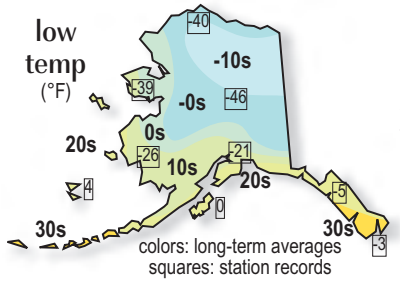 -40
low
temp
(°F)
-10s
-39
-46
-0s
0s
20s
-26
-21
10s
20s
4
-5
0
30s
30s
-3
colors: long-term averages
squares: station records